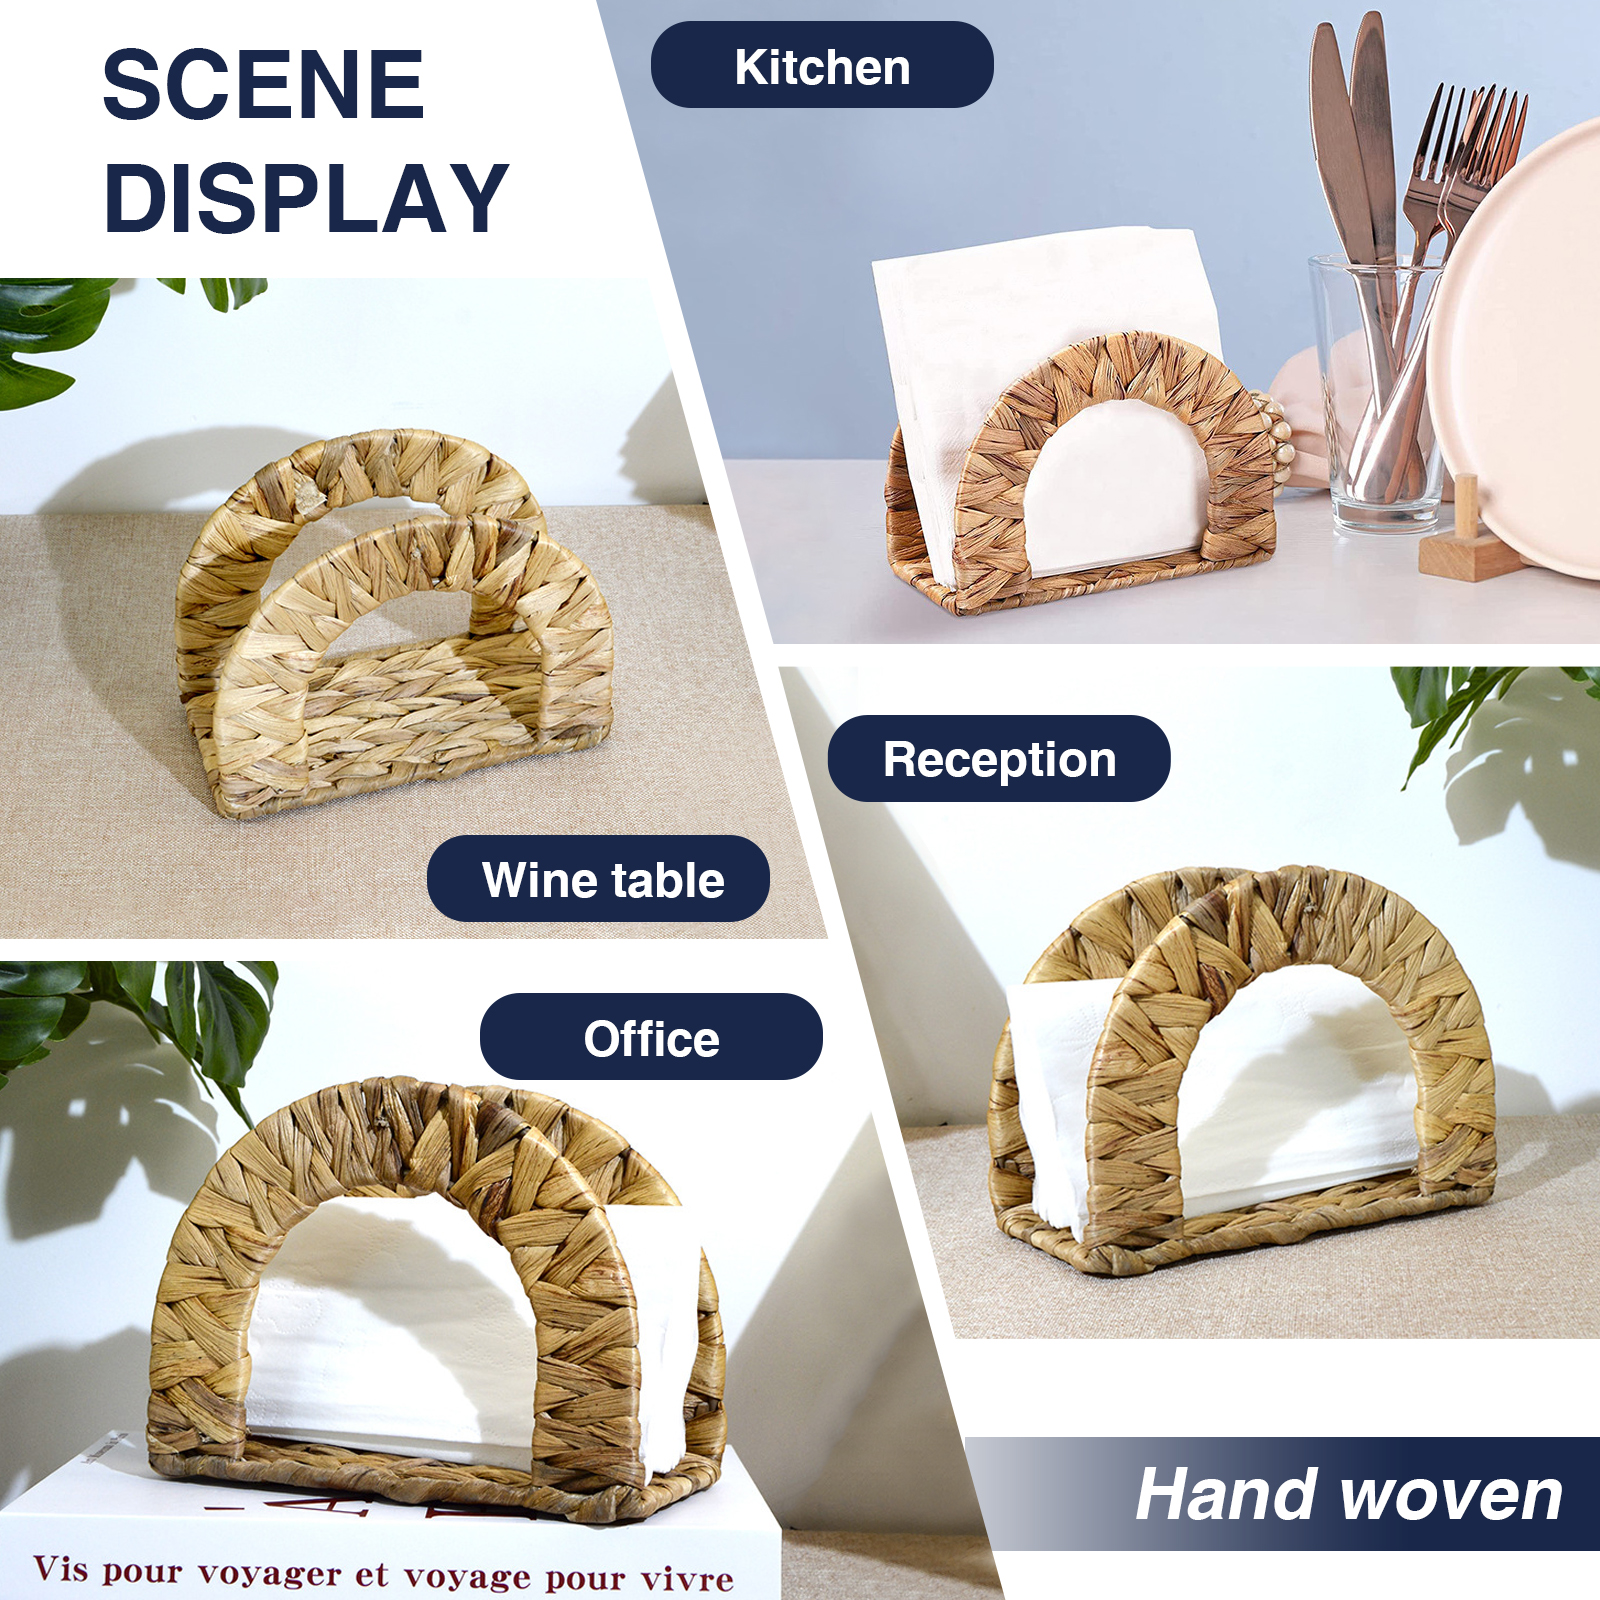 SCENE
DISPLAY
Kitchen
Wine table
Reception
Office
Hand woven
Vis pour voyager et voyage pour vivre